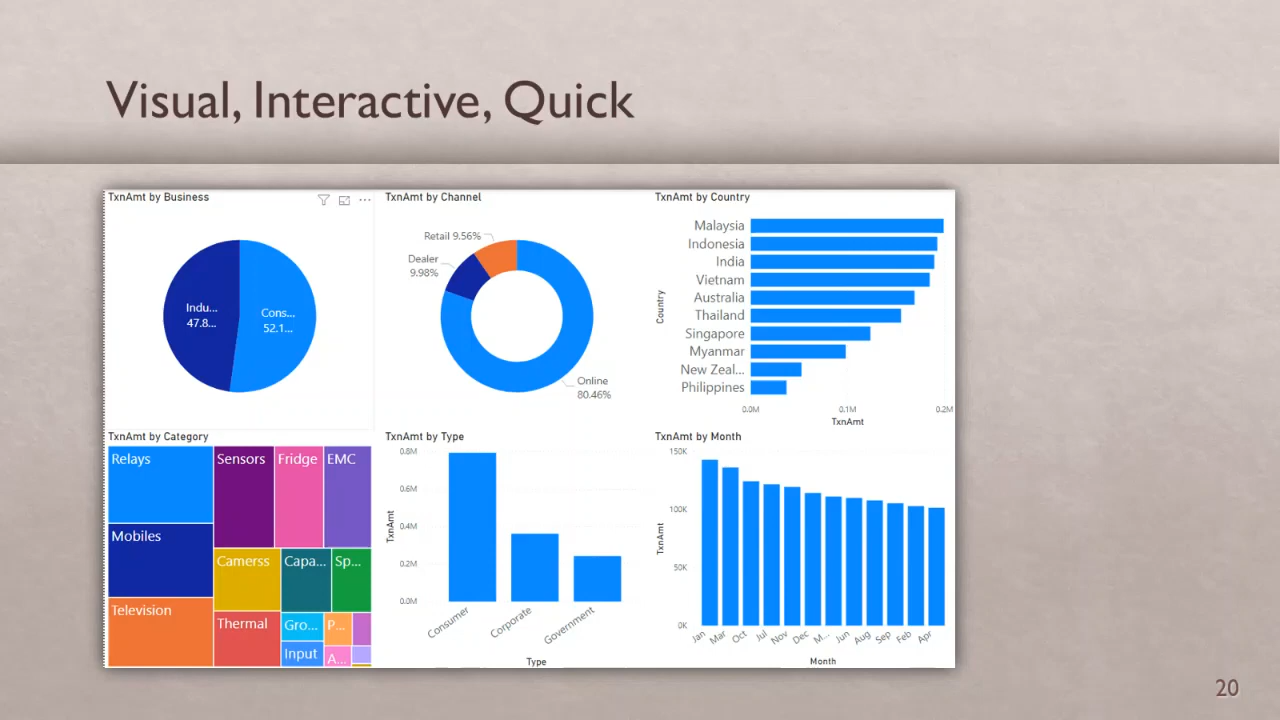 Visual, Interactive, Quick
TxnAmt by Business
Indu...
47.8...
Cons...
52.1...
TxnAmt by Channel
Retail 9.56%
Dealer
9.98%
Online
80.46%
TxnAmt by Country
Country
Malaysia
Indonesia
India
Vietnam
Australia
Thailand
Singapore
Myanmar
New Zeal...
Philippines
0.0M 0.1M 0.2M
TxnAmt
TxnAmt by Category
Relays
Sensors
Fridge
EMC
Mobiles
Camerss
Capa...
Sp...
Television
Thermal
Gro...
P...
Input
A...
TxnAmt by Type
TxnAmt
0.8M
0.6M
0.4M
0.2M
0.0M
Consumer
Corporate
Government
Type
TxnAmt by Month
TxnAmt
150K
100K
50K
0K
Jan Mar Oct Jul Nov Dec M... Jun Aug Sep Feb Apr
Month
20